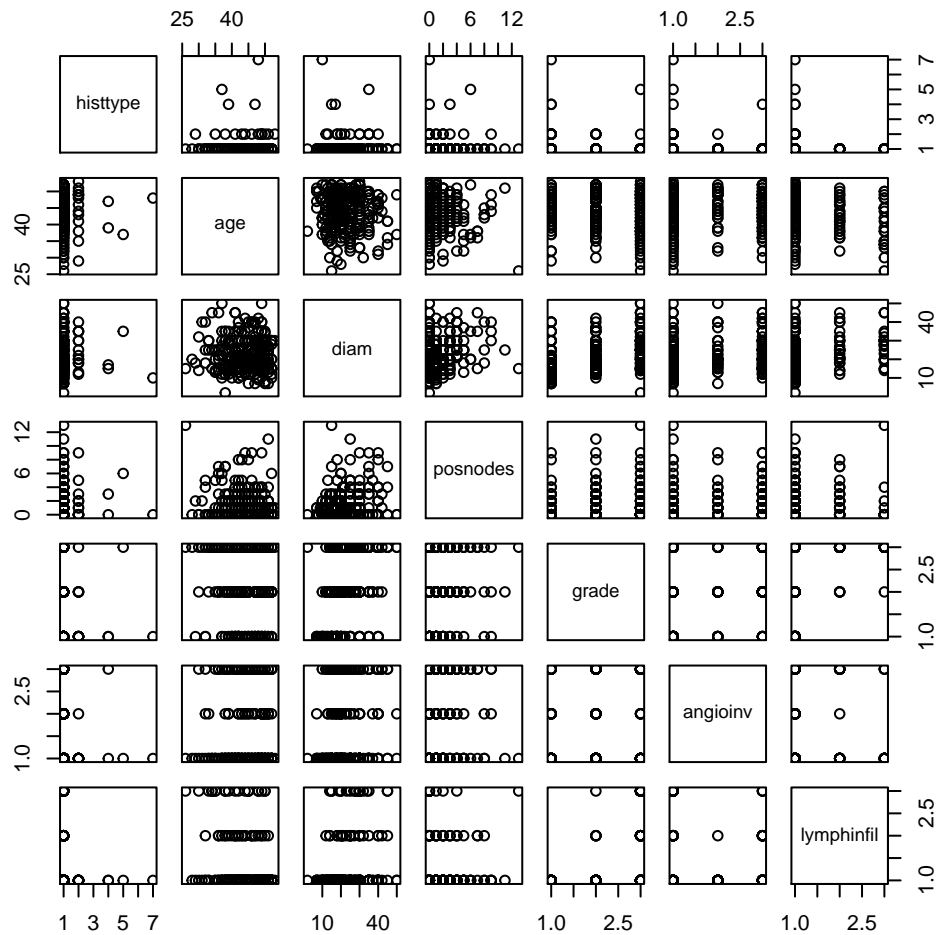 25 40 0 6 12 1.0 2.5
histtype 1 3 5 7
25 40 age
diam 10 40
0 6 12 posnodes
grade 1.0 2.5
1.0 2.5 angioinv
lymphinfil 1.0 2.5
1 3 5 7 10 40 1.0 2.5 1.0 2.5